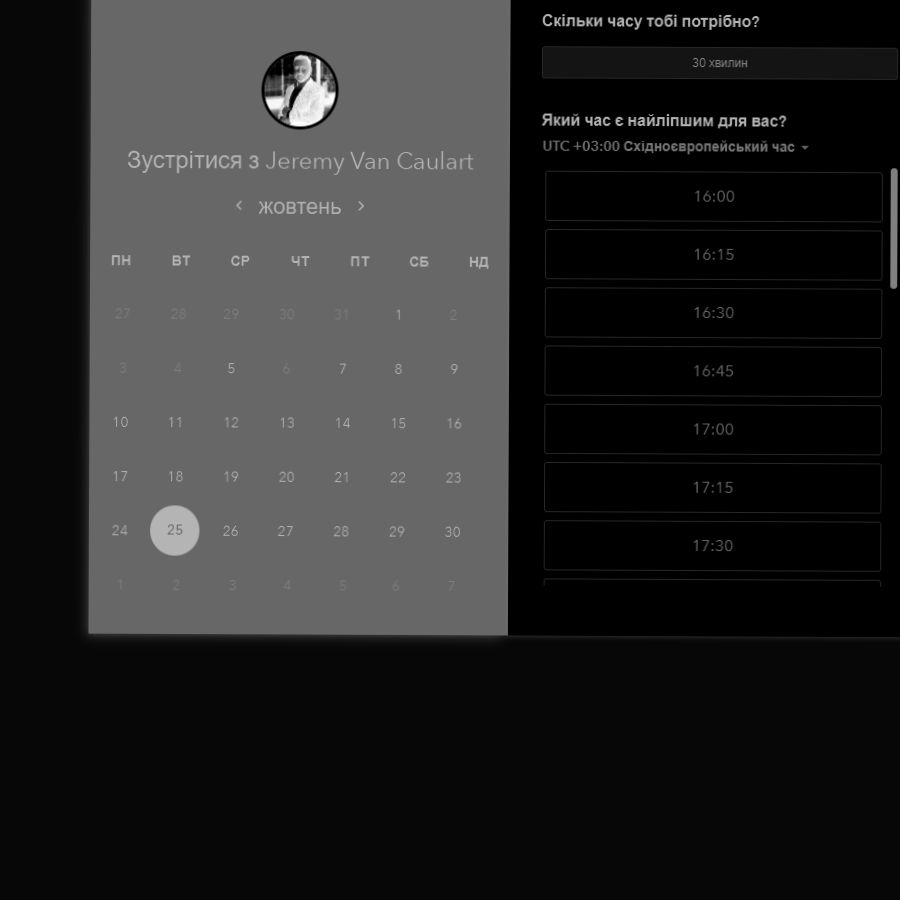 Зустрітися з Jeremy Van Caulart
жовтень
ПН ВТ СР ЧТ ПТ СБ НД
27 28 29 30 31 1 2
3 4 5 6 7 8 9
10 11 12 13 14 15 16
17 18 19 20 21 22 23
24 25 26 27 28 29 30
1 2 3 4 5 6 7
Скільки часу тобі потрібно?
30 хвилин
Який час є найліпшим для вас?
UTC +03:00 Східноєвропейський час
16:00
16:15
16:30
16:45
17:00
17:15
17:30